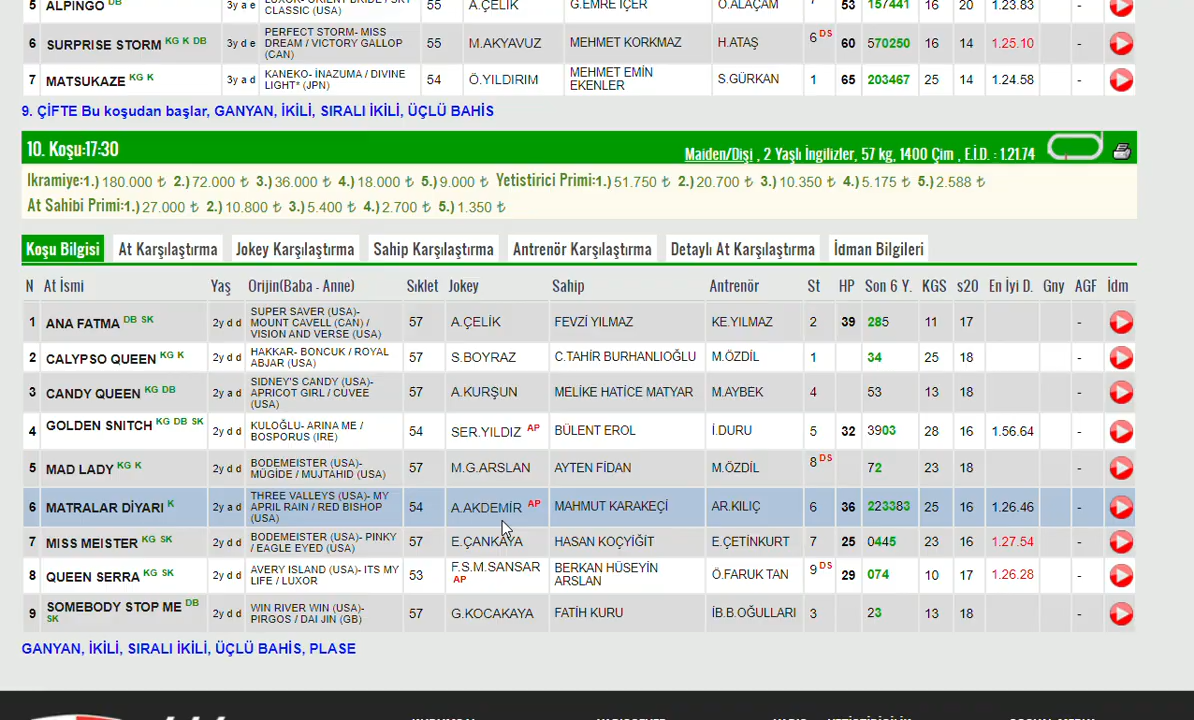 5 ALPINGO DB 3y a e CLASSIC (USA) 55 A.ÇELİK G.EMRE İÇER O.ALAÇAM 7 53 157441 16 20 1.23.83 -
6 SURPRISE STORM KG K DB 3y d e PERFECT STORM- MISS DREAM / VICTORY GALLOP (CAN) 55 M.AKYAVUZ MEHMET KORKMAZ H.ATAŞ 6 DS 60 570250 16 14 1.25.10 -
7 MATSUKAZE KG K 3y a d KANEKO- İNAZUMA / DIVINE LIGHT* (JPN) 54 Ö.YILDIRIM MEHMET EMİN EKENLER S.GÜRKAN 1 65 203467 25 14 1.24.58 -
9. ÇİFTE Bu koşudan başlar, GANYAN, İKİLİ, SIRALI İKİLİ, ÜÇLÜ BAHİS
10. Koşu:17:30 Maiden/Dişi , 2 Yaşlı İngilizler, 57 kg, 1400 Çim , E.İ.D. : 1.21.74
Ikramiye:1.) 180.000 ₺ 2.) 72.000 ₺ 3.) 36.000 ₺ 4.) 18.000 ₺ 5.) 9.000 ₺ Yetistirici Primi:1.) 51.750 ₺ 2.) 20.700 ₺ 3.) 10.350 ₺ 4.) 5.175 ₺ 5.) 2.588 ₺
At Sahibi Primi:1.) 27.000 ₺ 2.) 10.800 ₺ 3.) 5.400 ₺ 4.) 2.700 ₺ 5.) 1.350 ₺
Koşu Bilgisi At Karşılaştırma Jokey Karşılaştırma Sahip Karşılaştırma Antrenör Karşılaştırma Detaylı At Karşılaştırma İdman Bilgileri
N At İsmi Yaş Orijin(Baba - Anne) Sıklet Jokey Sahip Antrenör St HP Son 6 Y. KGS s20 En İyi D. Gny AGF İdm
1 ANA FATMA DB SK 2y d d SUPER SAVER (USA)- MOUNT CAVELL (CAN) / VISION AND VERSE (USA) 57 A.ÇELİK FEVZİ YILMAZ KE.YILMAZ 2 39 285 11 17 -
2 CALYPSO QUEEN KG K 2y d d HAKKAR- BONCUK / ROYAL ABJAR (USA) 57 S.BOYRAZ C.TAHİR BURHANLIOĞLU M.ÖZDİL 1 34 25 18 -
3 CANDY QUEEN KG DB 2y a d SIDNEY'S CANDY (USA)- APRICOT GIRL / CUVEE (USA) 57 A.KURŞUN MELİKE HATİCE MATYAR M.AYBEK 4 53 13 18 -
4 GOLDEN SNITCH KG DB SK 2y d d KULOĞLU- ARINA ME / BOSPORUS (IRE) 54 SER.YILDIZ AP BÜLENT EROL İ.DURU 5 32 3903 28 16 1.56.64 -
5 MAD LADY KG K 2y d d BODEMEISTER (USA)- MÜGİDE / MUJTAHID (USA) 57 M.G.ARSLAN AYTEN FİDAN M.ÖZDİL 8 DS 72 23 18 -
6 MATRALAR DİYARI K 2y a d THREE VALLEYS (USA)- MY APRIL RAIN / RED BISHOP (USA) 54 A.AKDEMİR AP MAHMUT KARAKEÇİ AR.KILIÇ 6 36 223383 25 16 1.26.46 -
7 MISS MEISTER KG SK 2y d d BODEMEISTER (USA)- PINKY / EAGLE EYED (USA) 57 E.ÇANKAYA HASAN KOÇYİĞİT E.ÇETİNKURT 7 25 0445 23 16 1.27.54 -
8 QUEEN SERRA KG SK 2y d d AVERY ISLAND (USA)- ITS MY LIFE / LUXOR 53 F.S.M.SANSAR AP BERKAN HÜSEYİN ARSLAN Ö.FARUK TAN 9 DS 29 074 10 17 1.26.28 -
9 SOMEBODY STOP ME DB SK 2y d d WIN RIVER WIN (USA)- PIRGOS / DAI JIN (GB) 57 G.KOCAKAYA FATİH KURU İB.B.OĞULLARI 3 23 13 18 -
GANYAN, İKİLİ, SIRALI İKİLİ, ÜÇLÜ BAHİS, PLASE